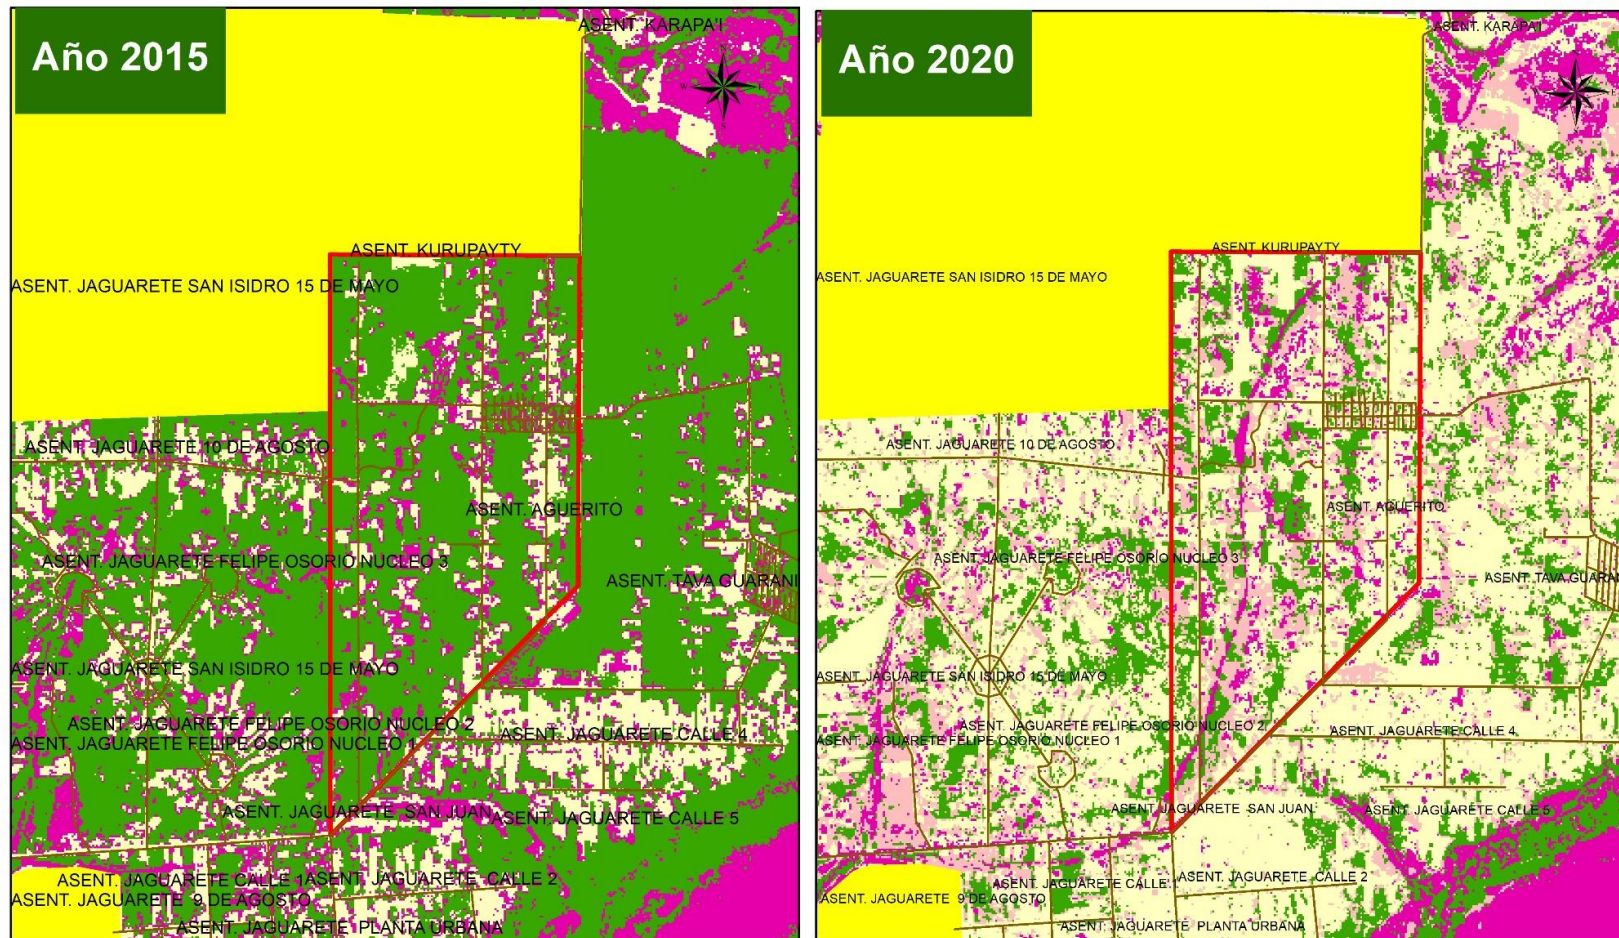 Año 2015
ASENT. KARAPA'I
N
W
E
ASENT. KURUPAYTY
ASENT. JAGUARETE SAN ISIDRO 15 DE MAYO
ASENT. JAGUARETE 10 DE AGOSTO
ASENT. AGUERITO
ASENT. JAGUARETE FELIPE OSORIO NUCLEO 3
ASENT. TAVA GUARANI
ASENT. JAGUARETE SAN ISIDRO 15 DE MAYO
ASENT. JAGUARETE FELIPE OSORIO NUCLEO 2
ASENT. JAGUARETE CALLE 4
ASENT. JAGUARETE FELIPE OSORIO NUCLEO 1
ASENT. JAGUARETE SAN JUAN
ASENT. JAGUARETE CALLE 5
ASENT. JAGUARETE CALLE 1
ASENT. JAGUARETE CALLE 2
ASENT. JAGUARETE 9 DE AGOSTO
ASENT. JAGUARETE PLANTA URBANA
Año 2020
ASENT. KARAPA'I
ASENT. KURUPAYTY
ASENT. JAGUARETE SAN ISIDRO 15 DE MAYO
ASENT. JAGUARETE 10 DE AGOSTO
ASENT. AGUERITO
ASENT. JAGUARETE FELIPE OSORIO NUCLEO 3
ASENT. TAVA GUARAN
ASENT. JAGUARETE SAN ISIDRO 15 DE MAYO
ASENT. JAGUARETE FELIPE OSORIO NUCLEO 2
ASENT. JAGUARETE CALLE 4
ASENT. JAGUARETE FELIPE OSORIO NUCLEO 1
ASENT. JAGUARETE SAN JUAN
ASENT. JAGUARETE CALLE 5
ASENT. JAGUARETE CALLE 1
ASENT. JAGUARETE CALLE 2
ASENT. JAGUARETE 9 DE AGOSTO
ASENT. JAGUARETE PLANTA URBANA